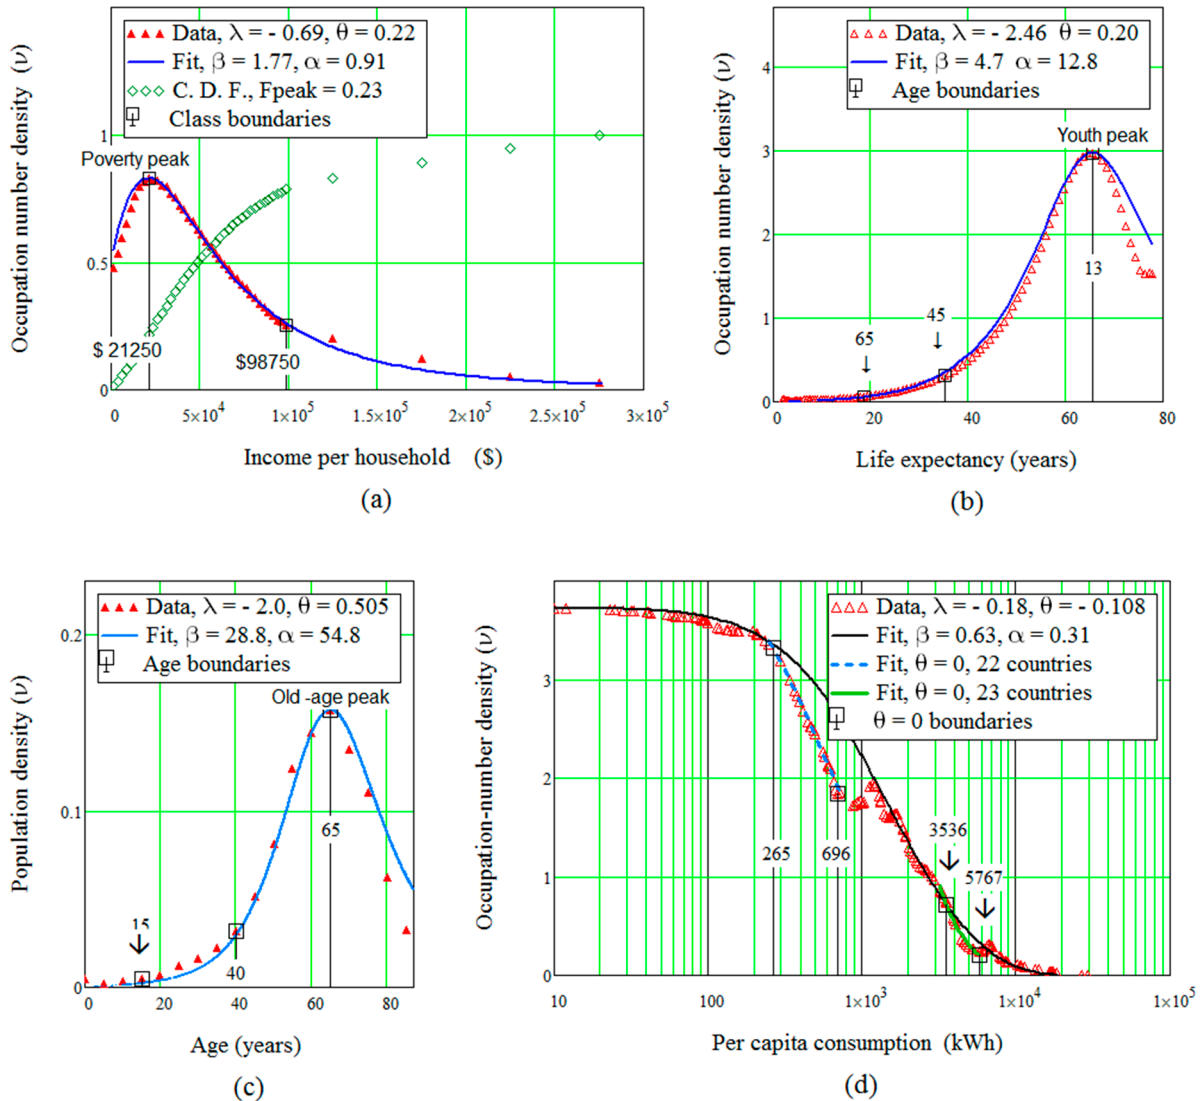 Data, λ = - 0.69, θ = 0.22
Fit, β = 1.77, α = 0.91
C. D. F., Fpeak = 0.23
Class boundaries
Poverty peak
Occupation number density (ν)
1
0.5
0
$ 21250
$98750
0
5×10⁴
1×10⁵
1.5×10⁵
2×10⁵
2.5×10⁵
3×10⁵
Income per household ($)
(a)
Data, λ = - 2.46 θ = 0.20
Fit, β = 4.7 α = 12.8
Age boundaries
Youth peak
Occupation number density (ν)
4
3
2
1
0
65
45
13
20
40
60
80
Life expectancy (years)
(b)
Data, λ = - 2.0, θ = 0.505
Fit, β = 28.8, α = 54.8
Age boundaries
Old -age peak
Population density (ν)
0.2
0.1
0
15
40
65
0
20
40
60
80
Age (years)
(c)
Data, λ = - 0.18, θ = - 0.108
Fit, β = 0.63, α = 0.31
Fit, θ = 0, 22 countries
Fit, θ = 0, 23 countries
θ = 0 boundaries
Occupation-number density (ν)
3
2
1
0
265
696
3536
5767
10
100
1×10³
1×10⁴
1×10⁵
Per capita consumption (kWh)
(d)